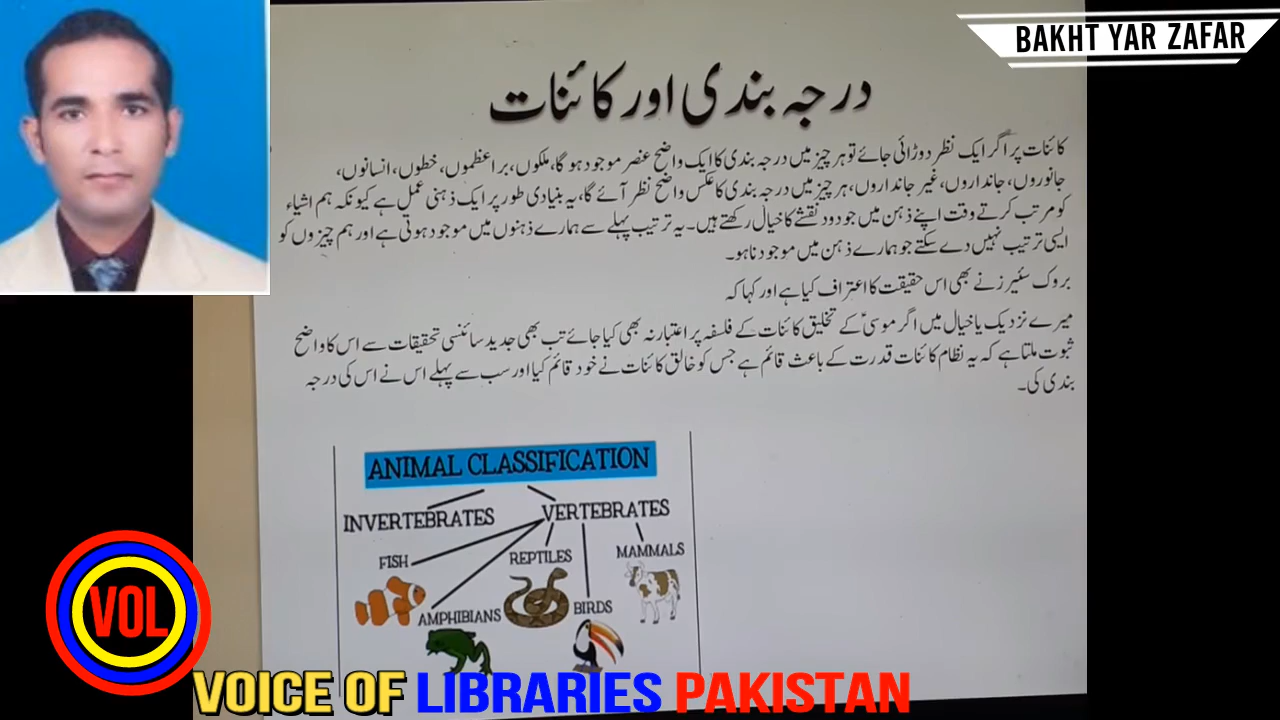 BAKHT YAR ZAFAR
درجہ بندی اور کائنات
کائنات پر اگر ایک نظر دوڑائی جائے تو ہر چیز میں درجہ بندی کا ایک واضح عنصر موجود ہو گا، ملکوں، براعظموں، خطوں، انسانوں،
جانوروں، جانداروں، غیر جانداروں، ہر چیز میں درجہ بندی کا عکس واضح نظر آئے گا، یہ بنیادی طور پر ایک ذہنی عمل ہے کیونکہ ہم اشیاء
کو مرتب کرتے وقت اپنے ذہن میں جو دود نقشے کا خیال رکھتے ہیں۔ یہ ترتیب پہلے سے ہمارے ذہنوں میں موجود ہوتی ہے اور ہم چیزوں کو
ایسی ترتیب نہیں دے سکتے جو ہمارے ذہن میں موجود نا ہو۔
بروک سئیرز نے بھی اس حقیقت کا اعتراف کیا ہے اور کہا کہ
میرے نزدیک یا خیال میں اگر موسیٰؑ کے تخلیق کائنات کے فلسفہ پر اعتبار نہ بھی کیا جائے تب بھی جدید سائنسی تحقیقات سے اس کا واضح
ثبوت ملتا ہے کہ یہ نظام کائنات قدرت کے باعث قائم ہے جس کو خالق کائنات نے خود قائم کیا اور سب سے پہلے اس نے اس کی درجہ
بندی کی۔
ANIMAL CLASSIFICATION
INVERTEBRATES
VERTEBRATES
FISH
REPTILES
MAMMALS
AMPHIBIANS
BIRDS
VOL
VOICE OF LIBRARIES PAKISTAN